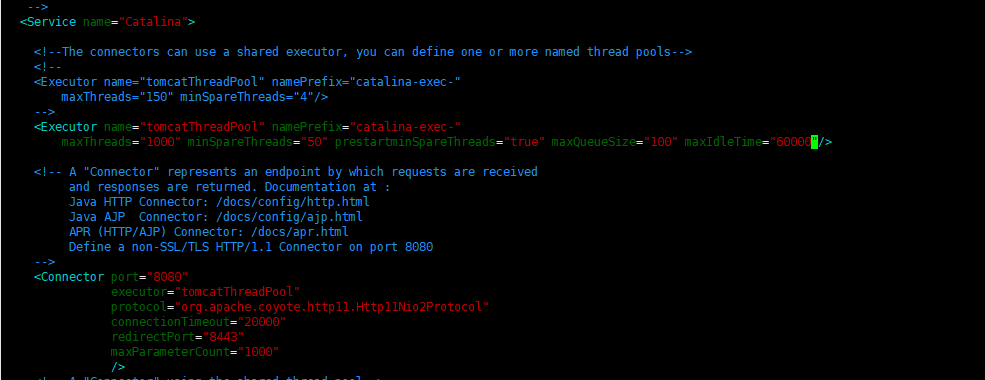 -->
<Service name="Catalina">
<!--The connectors can use a shared executor, you can define one or more named thread pools-->
<!--
<Executor name="tomcatThreadPool" namePrefix="catalina-exec-"
maxThreads="150" minSpareThreads="4"/>
-->
<Executor name="tomcatThreadPool" namePrefix="catalina-exec-"
maxThreads="1000" minSpareThreads="50" prestartminSpareThreads="true" maxQueueSize="100" maxIdleTime="60000"/>
<!-- A "Connector" represents an endpoint by which requests are received
and responses are returned. Documentation at :
Java HTTP Connector: /docs/config/http.html
Java AJP  Connector: /docs/config/ajp.html
APR (HTTP/AJP) Connector: /docs/apr.html
Define a non-SSL/TLS HTTP/1.1 Connector on port 8080
-->
<Connector port="8080"
executor="tomcatThreadPool"
protocol="org.apache.coyote.http11.Http11Nio2Protocol"
connectionTimeout="20000"
redirectPort="8443"
maxParameterCount="1000"
/>
<!-- A "Connector" using the shared thread pool-->